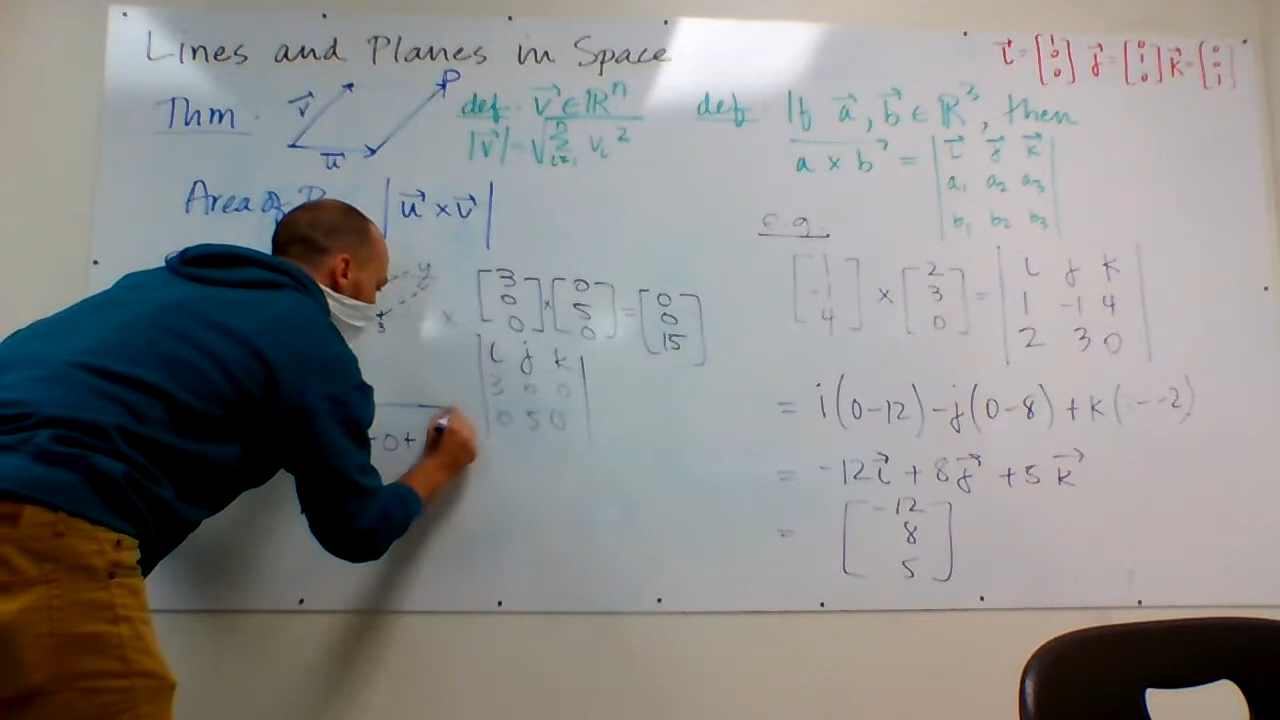 Lines and Planes in Space
i⃗ = [1 0 0] j⃗ = [0 1 0] k⃗ = [0 0 1]
Thm: v⃗ u⃗ P
def v⃗ ∈ ℝⁿ
|v⃗| = √∑ vᵢ²
def If a⃗, b⃗ ∈ ℝ³, then
a × b = | i⃗ j⃗ k⃗ |
a₁ a₂ a₃
b₁ b₂ b₃
Area of
|u⃗ × v⃗|
[3 0 0] × [0 5 0] = [0 0 15]
i j k
3 0 0
0 5 0
-0+
e.g.
[1 -1 4] × [2 3 0] = | i j k |
1 -1 4
2 3 0
= i(0-12) - j(0-8) + k( - -2)
= -12i⃗ + 8j⃗ + 5k⃗
= [-12 8 5]